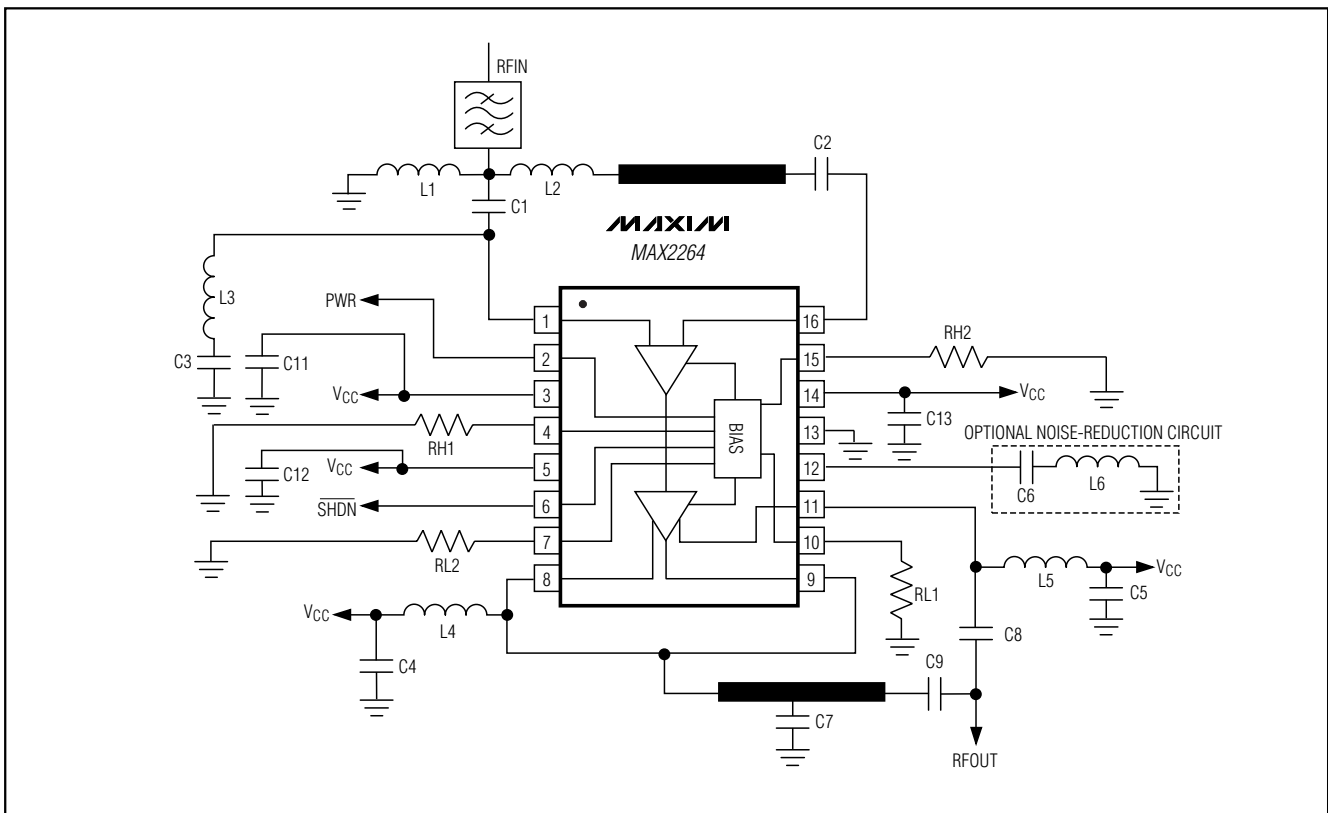 RFIN
C2
L1
L2
C1
MAXIM
MAX2264
L3
PWR
1
16
RH2
C3
C11
2
15
VCC
3
14
VCC
C13
RH1
4
BIAS
13
OPTIONAL NOISE-REDUCTION CIRCUIT
C12
VCC
5
12
C6
L6
SHDN
6
11
RL2
7
10
L5
VCC
8
9
RL1
C5
VCC
L4
C8
C4
C9
C7
RFOUT